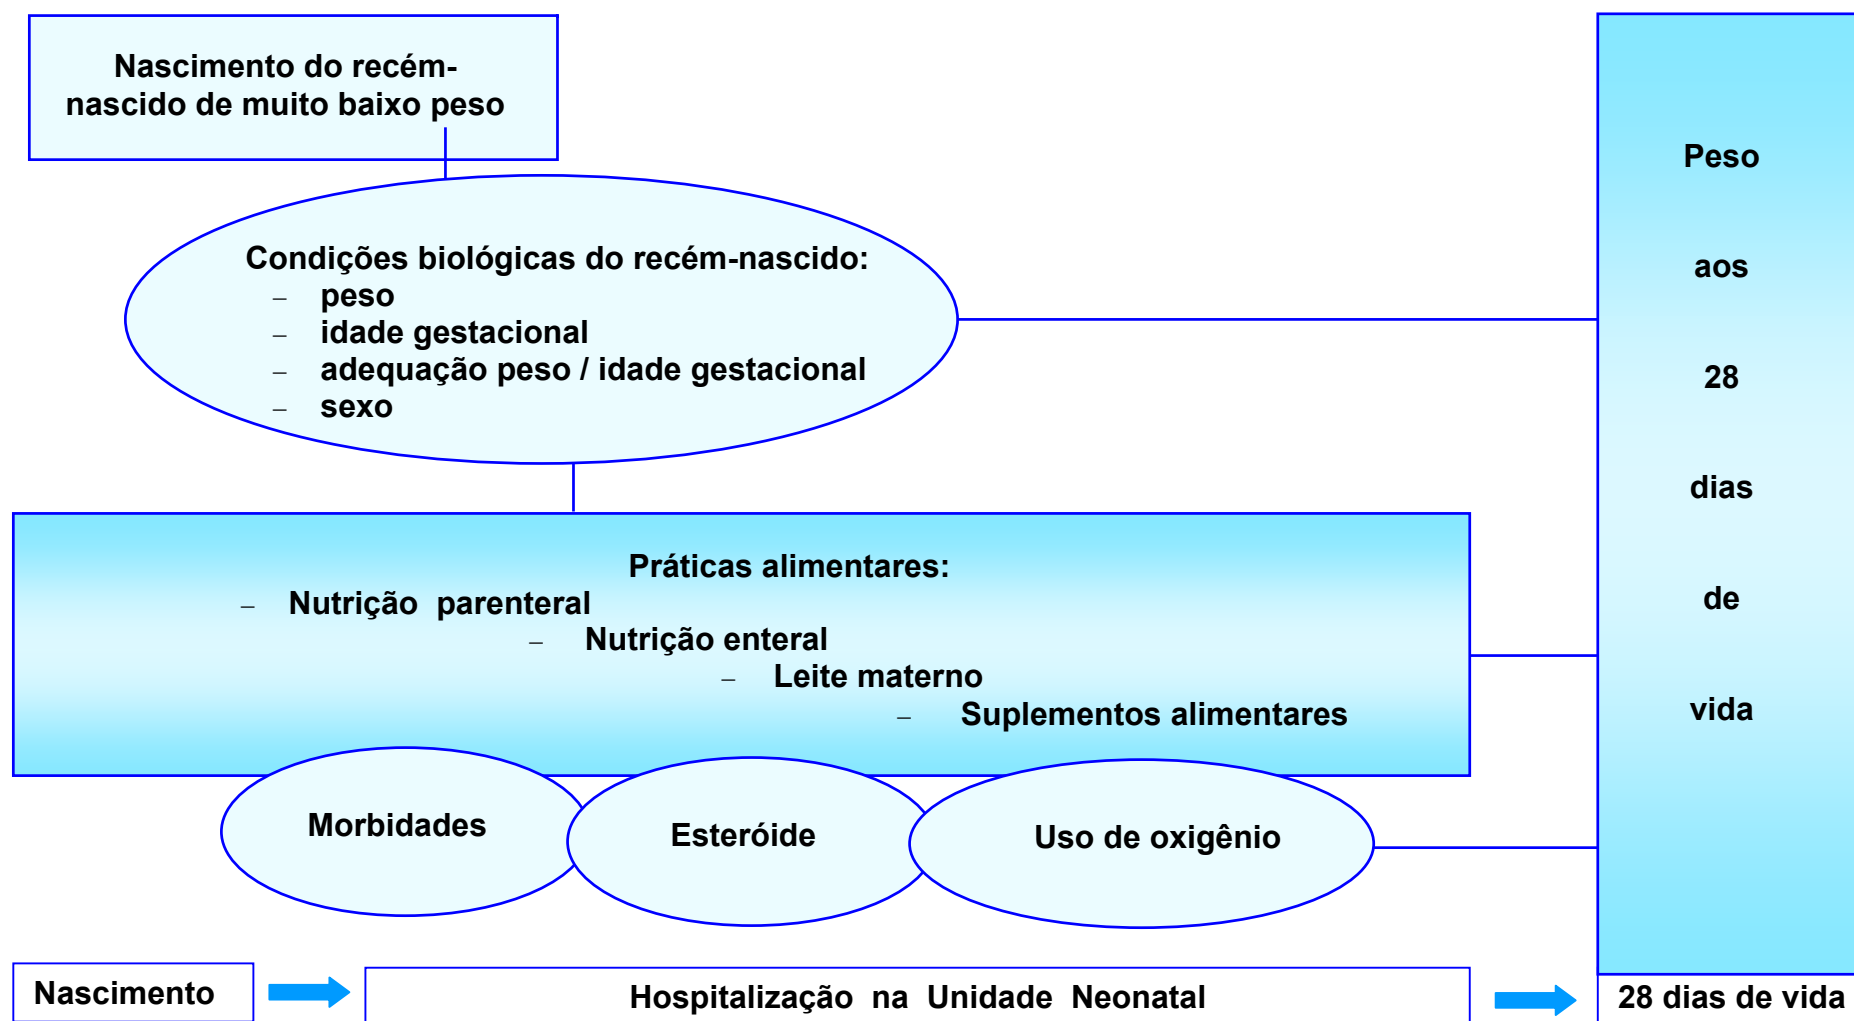 Nascimento do recém-
nascido de muito baixo peso
Condições biológicas do recém-nascido:
– peso
– idade gestacional
– adequação peso / idade gestacional
– sexo
Práticas alimentares:
– Nutrição parenteral
– Nutrição enteral
– Leite materno
– Suplementos alimentares
Morbidades
Esteróide
Uso de oxigênio
Peso
aos
28
dias
de
vida
Nascimento
Hospitalização na Unidade Neonatal
28 dias de vida